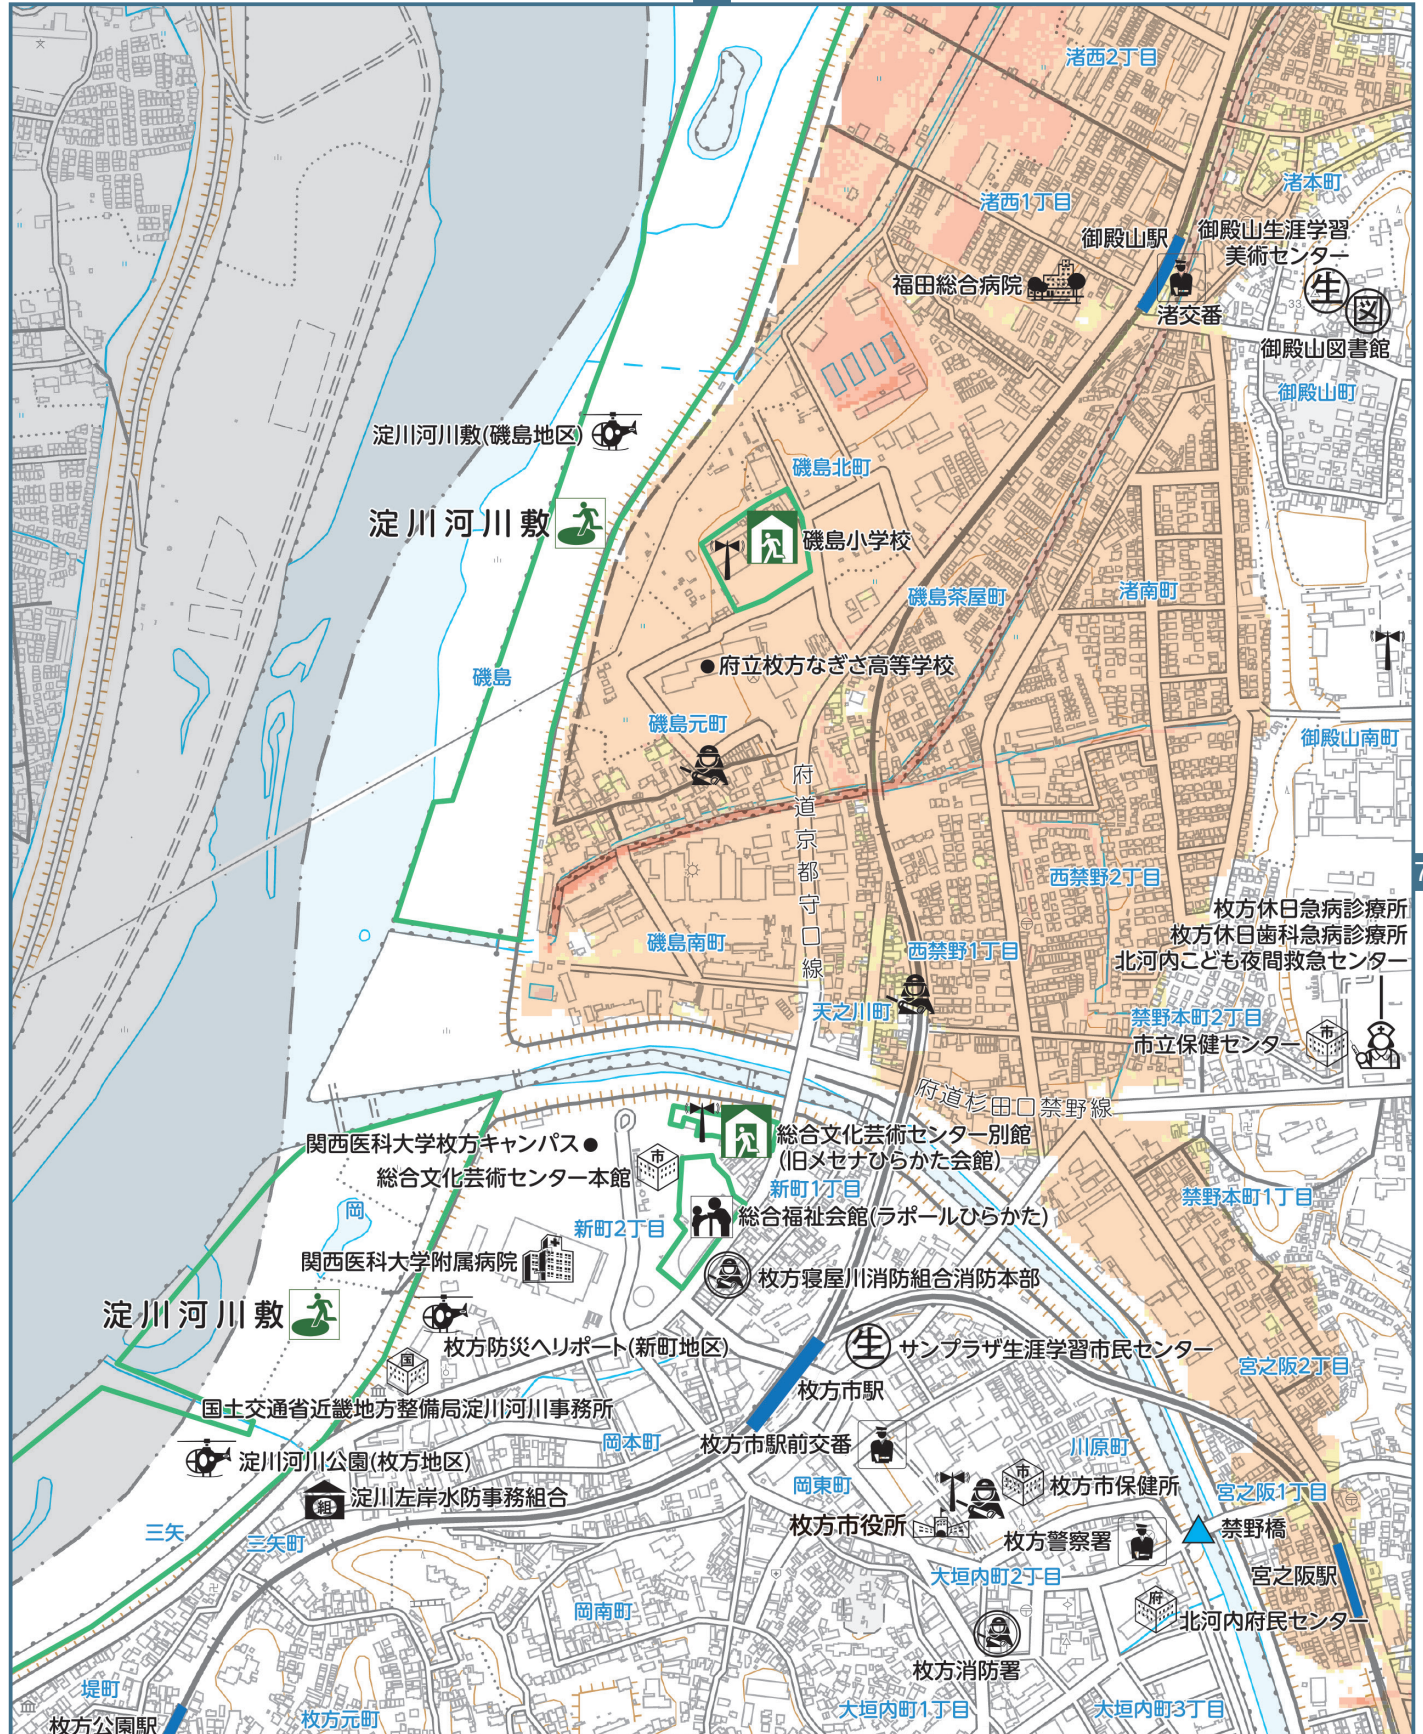 渚西2丁目
渚本町
渚西1丁目
御殿山駅
御殿山生涯学習
美術センター
生
図
33
福田総合病院
渚交番
御殿山図書館
御殿山町
淀川河川敷(磯島地区)
磯島北町
淀川河川敷
磯島小学校
磯島茶屋町
渚南町
府立枚方なぎさ高等学校
磯島
磯島元町
御殿山南町
府道京都守口線
西禁野2丁目
7
枚方休日急病診療所
枚方休日歯科急病診療所
北河内こども夜間救急センター
磯島南町
西禁野1丁目
天之川町
禁野本町2丁目
市立保健センター
市
府道杉田口禁野線
関西医科大学枚方キャンパス
総合文化芸術センター別館
(旧メセナひらかた会館)
総合文化芸術センター本館
市
新町1丁目
禁野本町1丁目
岡
新町2丁目
総合福祉会館(ラポールひらかた)
関西医科大学附属病院
枚方寝屋川消防組合消防本部
淀川河川敷
枚方防災ヘリポート(新町地区)
生
サンプラザ生涯学習市民センター
国
宮之阪2丁目
枚方市駅
国土交通省近畿地方整備局淀川河川事務所
岡本町
枚方市駅前交番
川原町
淀川河川公園(枚方地区)
岡東町
市
枚方市保健所
宮之阪1丁目
組
淀川左岸水防事務組合
三矢
三矢町
枚方市役所
枚方警察署
禁野橋
大垣内町2丁目
宮之阪駅
岡南町
府
北河内府民センター
枚方消防署
堤町
枚方公園駅
枚方元町
大垣内町1丁目
大垣内町3丁目